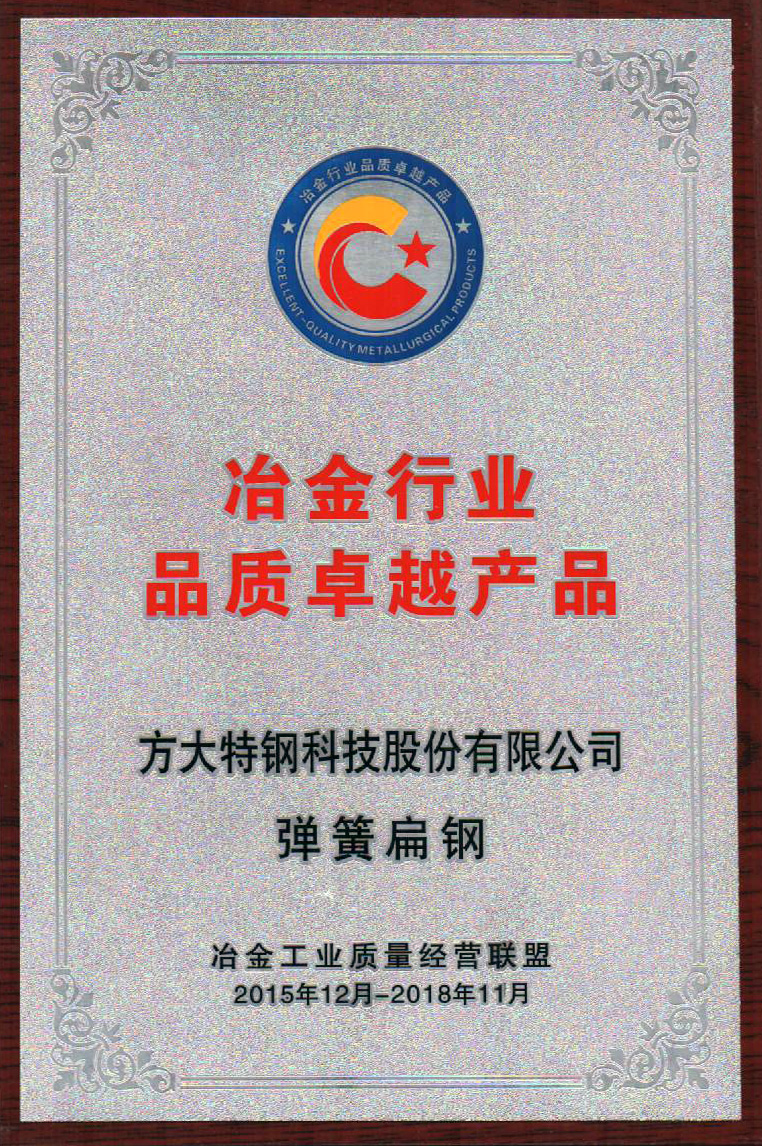 冶金行业品质卓越产品
EXCELLENT-QUALITY METALLURGICAL PRODUCTS
冶金行业
品质卓越产品
方大特钢科技股份有限公司
弹簧扁钢
冶金工业质量经营联盟
2015年12月-2018年11月